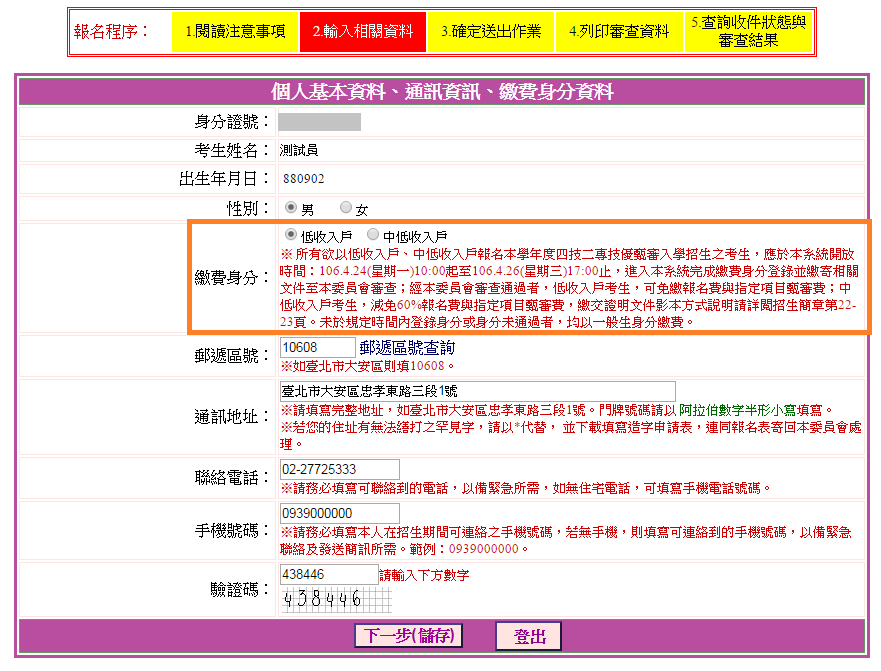 報名程序：
1.閱讀注意事項
2.輸入相關資料
3.確定送出作業
4.列印審查資料
5.查詢收件狀態與
審查結果
個人基本資料、通訊資訊、繳費身分資料
身分證號：
考生姓名： 測試員
出生年月日： 880902
性別： 男 女
低收入戶 中低收入戶
繳費身分：
※ 所有欲以低收入戶、中低收入戶報名本學年度四技二專技優甄審入學招生之考生，應於本系統開放
時間：106.4.24(星期一)10:00起至106.4.26(星期三)17:00止，進入本系統完成繳費身分登錄並繳寄相關
文件至本委員會審查；經本委員會審查通過者，低收入戶考生，可免繳報名費與指定項目甄審費；中
低收入戶考生，減免60%報名費與指定項目甄審費，繳交證明文件影本方式說明請詳閱招生簡章第22-
23頁。未於規定時間內登錄身分或身分未通過者，均以一般生身分繳費。
郵遞區號： 10608 郵遞區號查詢
※如臺北市大安區則填10608。
臺北市大安區忠孝東路三段1號
通訊地址： ※請填寫完整地址，如臺北市大安區忠孝東路三段1號。門牌號碼請以 阿拉伯數字半形小寫填寫。
※若您的住址有無法繕打之罕見字，請以*代替， 並下載填寫造字申請表，連同報名表寄回本委員會處
理。
聯絡電話： 02-27725333
※請務必填寫可聯絡到的電話，以備緊急所需，如無住宅電話，可填寫手機電話號碼。
手機號碼： 0939000000
※請務必填寫本人在招生期間可連絡之手機號碼，若無手機，則填寫可連絡到的手機號碼，以備緊急
聯絡及發送簡訊所需。範例：0939000000。
驗證碼： 438446 請輸入下方數字
438446
下一步(儲存) 登出